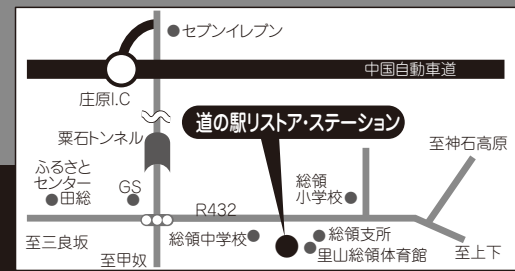 セブンイレブン
中国自動車道
庄原I.C
道の駅リストア・ステーション
粟石トンネル
至神石高原
ふるさと
センター
田総
GS
総領
小学校
R432
総領中学校
総領支所
里山総領体育館
至三良坂
至甲奴
至上下